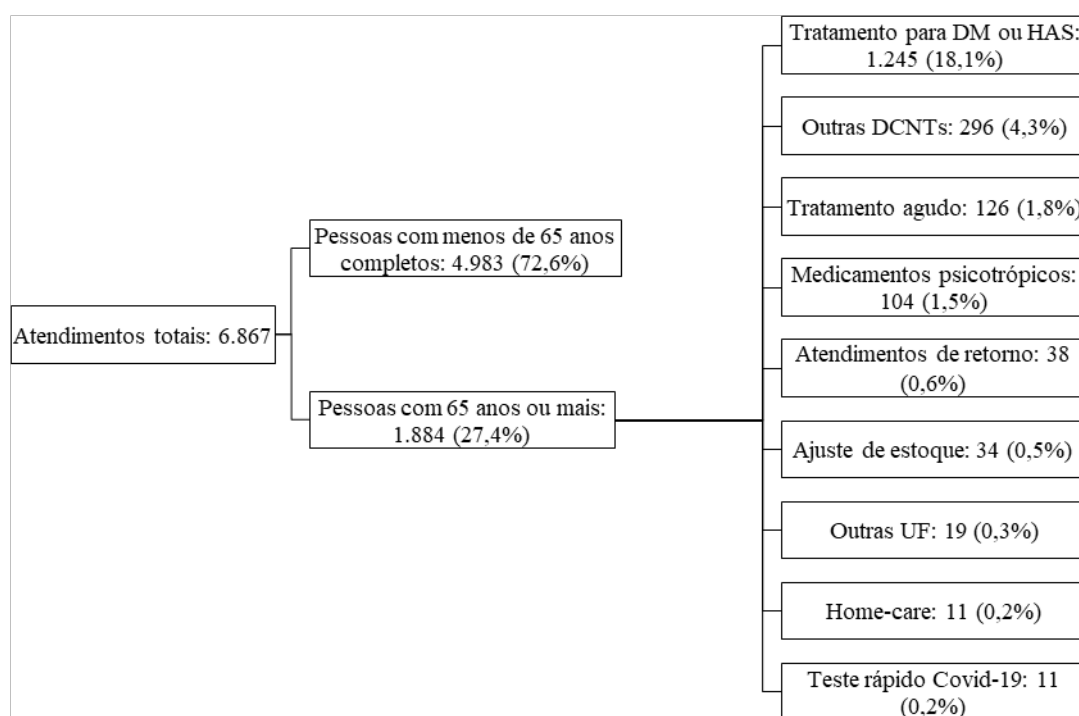 Atendimentos totais: 6.867
Pessoas com menos de 65 anos
completos: 4.983 (72,6%)
Pessoas com 65 anos ou mais:
1.884 (27,4%)
Tratamento para DM ou HAS:
1.245 (18,1%)
Outras DCNTs: 296 (4,3%)
Tratamento agudo: 126 (1,8%)
Medicamentos psicotrópicos:
104 (1,5%)
Atendimentos de retorno: 38
(0,6%)
Ajuste de estoque: 34 (0,5%)
Outras UF: 19 (0,3%)
Home-care: 11 (0,2%)
Teste rápido Covid-19: 11
(0,2%)